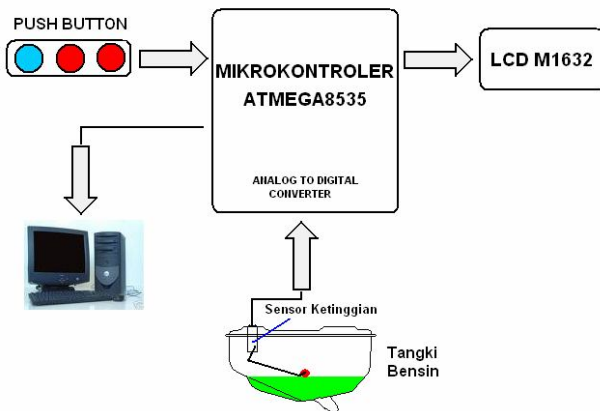 PUSH BUTTON
MIKROKONTROLER
ATMEGA8535
LCD M1632
ANALOG TO DIGITAL
CONVERTER
Sensor Ketinggian
Tangki
Bensin